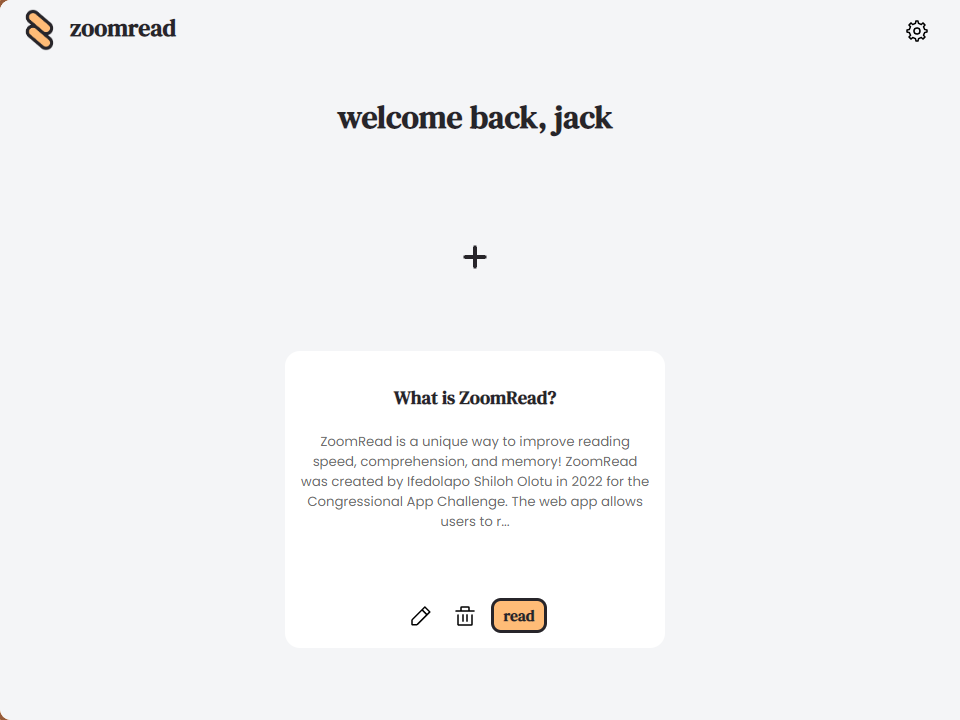 zoomread
welcome back, jack
What is ZoomRead?
ZoomRead is a unique way to improve reading
speed, comprehension, and memory! ZoomRead
was created by Ifedolapo Shiloh Olotu in 2022 for the
Congressional App Challenge. The web app allows
users to r...
read